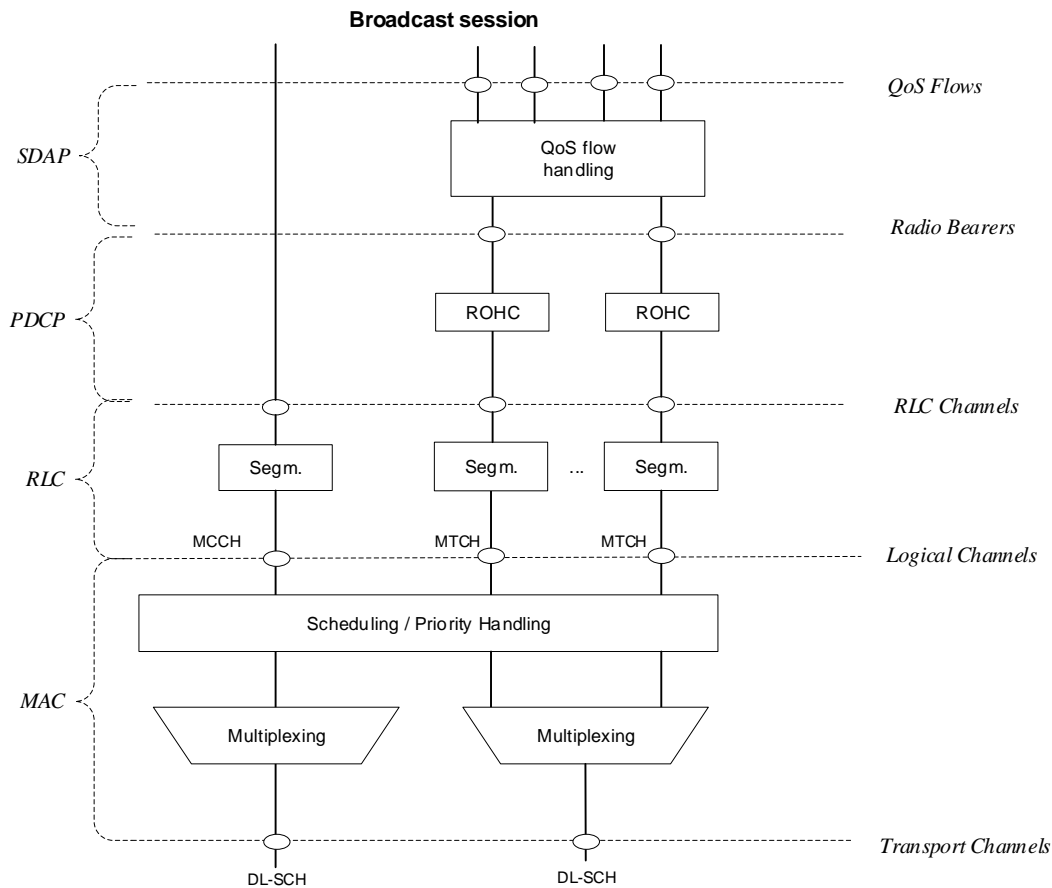 Broadcast session
QoS Flows
QoS flow
handling
SDAP
Radio Bearers
ROHC
ROHC
PDCP
RLC Channels
Segm.
Segm.
...
Segm.
RLC
MCCH
MTCH
MTCH
Logical Channels
Scheduling / Priority Handling
MAC
Multiplexing
Multiplexing
Transport Channels
DL-SCH
DL-SCH